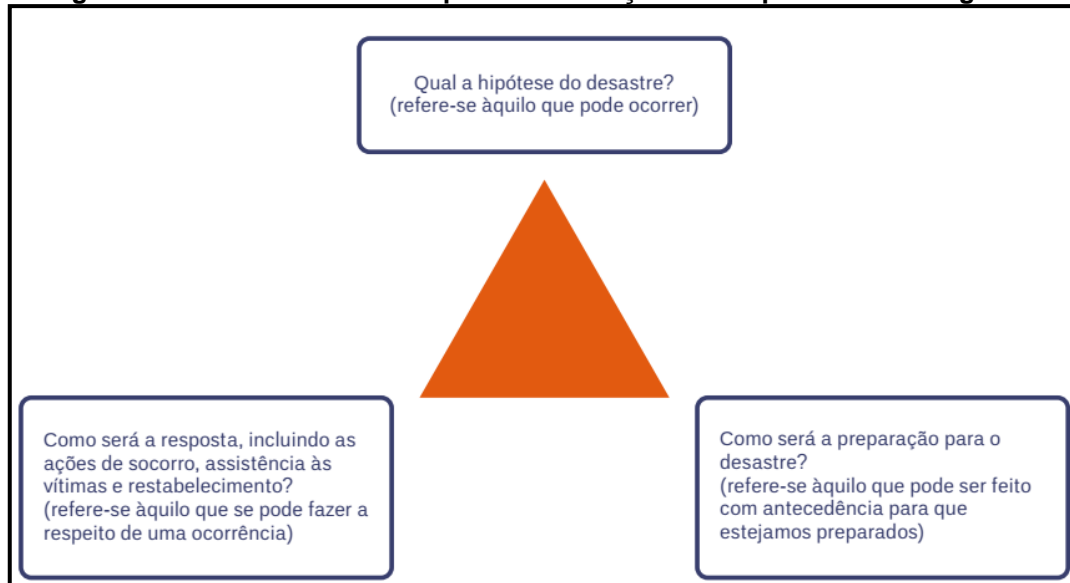 Qual a hipótese do desastre?
(refere-se àquilo que pode ocorrer)
Como será a resposta, incluindo as
ações de socorro, assistência às
vítimas e restabelecimento?
(refere-se àquilo que se pode fazer a
respeito de uma ocorrência)
Como será a preparação para o
desastre?
(refere-se àquilo que pode ser feito
com antecedência para que
estejamos preparados)